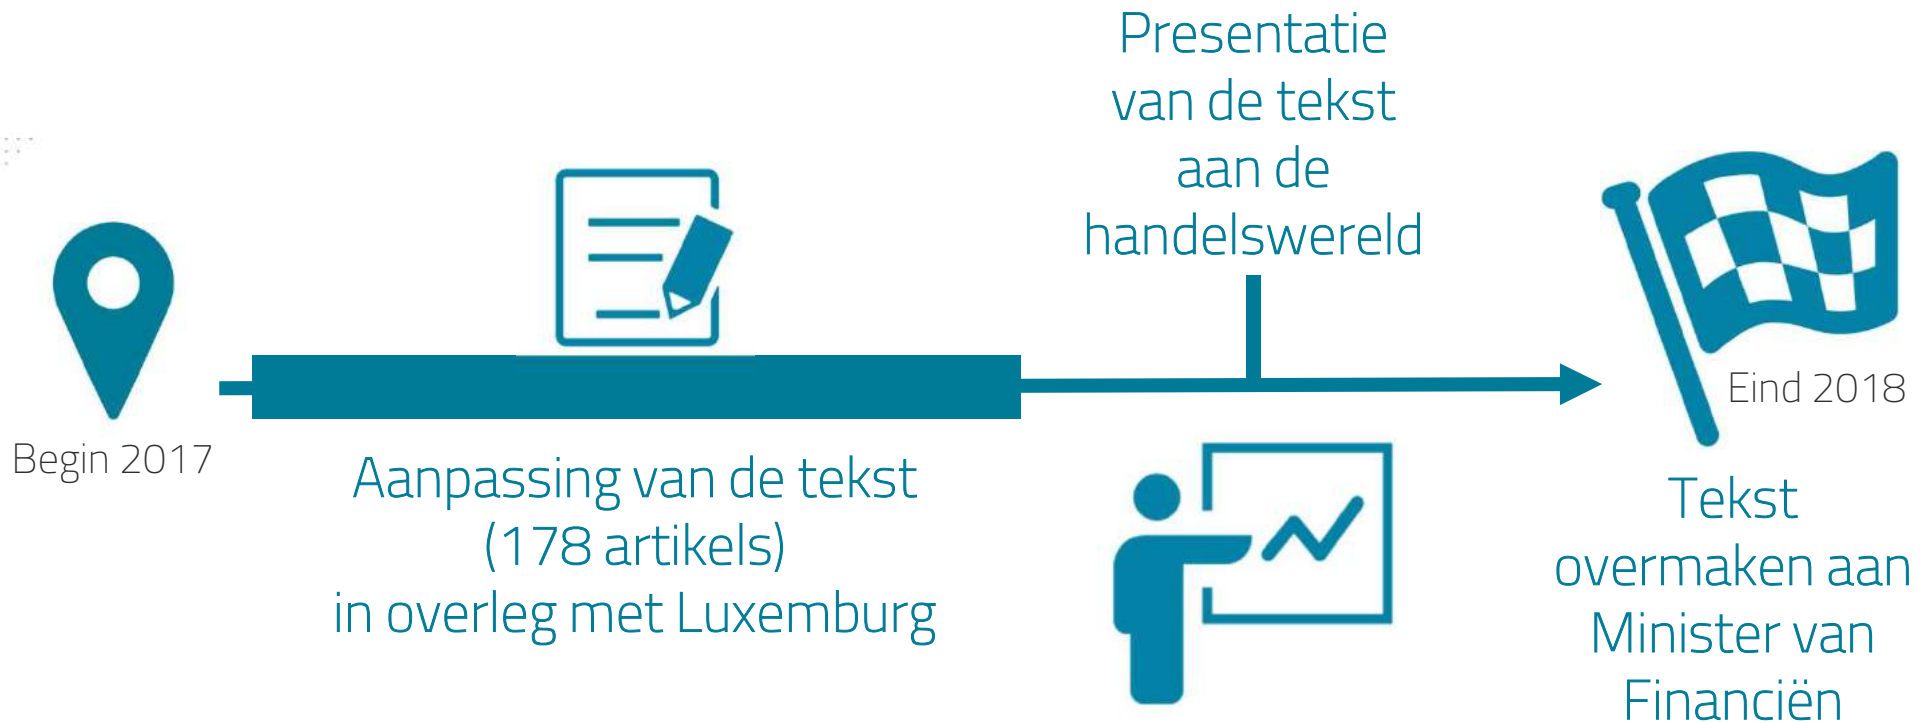 Begin 2017
Aanpassing van de tekst
(178 artikels)
in overleg met Luxemburg
Presentatie
van de tekst
aan de
handelswereld
Eind 2018
Tekst
overmaken aan
Minister van
Financiën